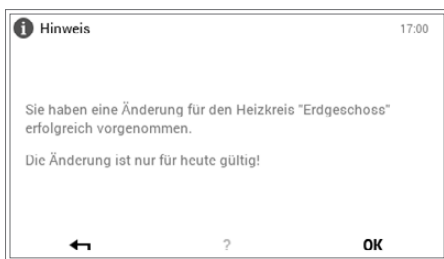 i Hinweis 17:00
Sie haben eine Änderung für den Heizkreis "Erdgeschoss"
erfolgreich vorgenommen.
Die Änderung ist nur für heute gültig!
? OK